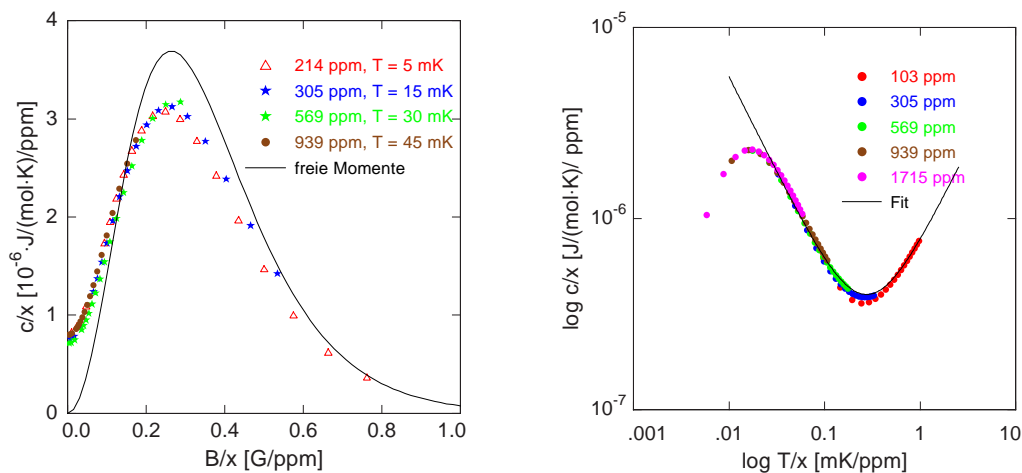 4
3
2
1
0
0.0 0.2 0.4 0.6 0.8 1.0
c/x [10⁻⁶J/(mol·K)/ppm]
B/x [G/ppm]
214 ppm, T = 5 mK
305 ppm, T = 15 mK
569 ppm, T = 30 mK
939 ppm, T = 45 mK
freie Momente
10⁻⁵
10⁻⁶
10⁻⁷
.001 .01 0.1 1 10
log c/x [J/(mol·K)/ ppm]
log T/x [mK/ppm]
103 ppm
305 ppm
569 ppm
939 ppm
1715 ppm
Fit